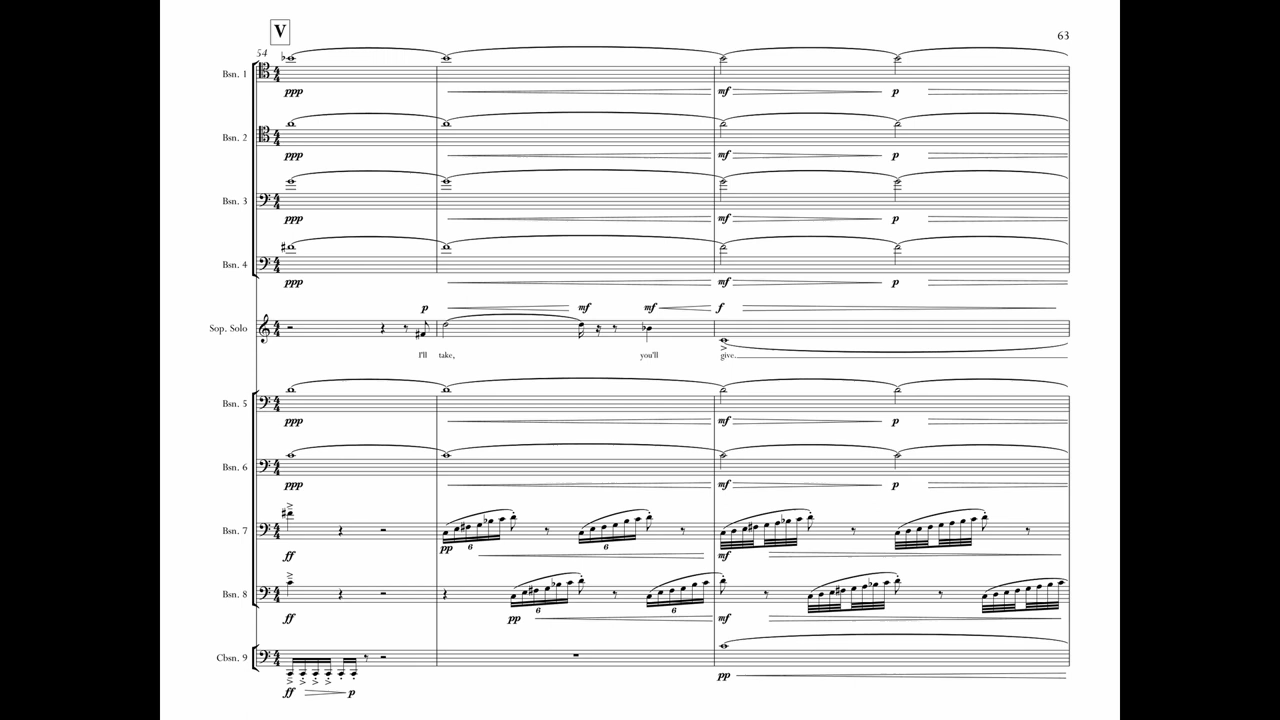 V
63
54
Bsn. 1
ppp mf p
Bsn. 2
ppp mf p
Bsn. 3
ppp mf p
Bsn. 4
ppp mf p
p mf mf f
Sop. Solo
I'll take, you'll give.
Bsn. 5
ppp mf p
Bsn. 6
ppp mf p
Bsn. 7
6 6
ff pp mf
Bsn. 8
6 6
ff pp mf
Cbsn. 9
pp
ff p